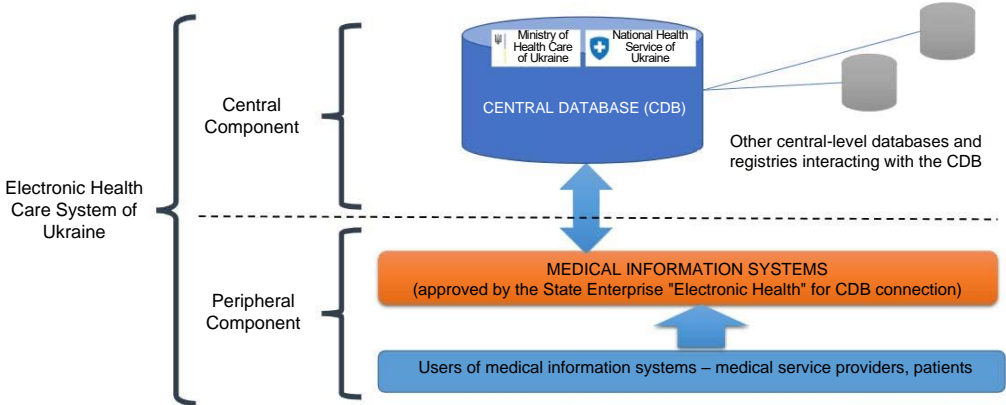 Ministry of
Health Care
of Ukraine
National Health
Service of
Ukraine
CENTRAL DATABASE (CDB)
Central
Component
Other central-level databases and
registries interacting with the CDB
Electronic Health
Care System of
Ukraine
MEDICAL INFORMATION SYSTEMS
(approved by the State Enterprise "Electronic Health" for CDB connection)
Peripheral
Component
Users of medical information systems – medical service providers, patients